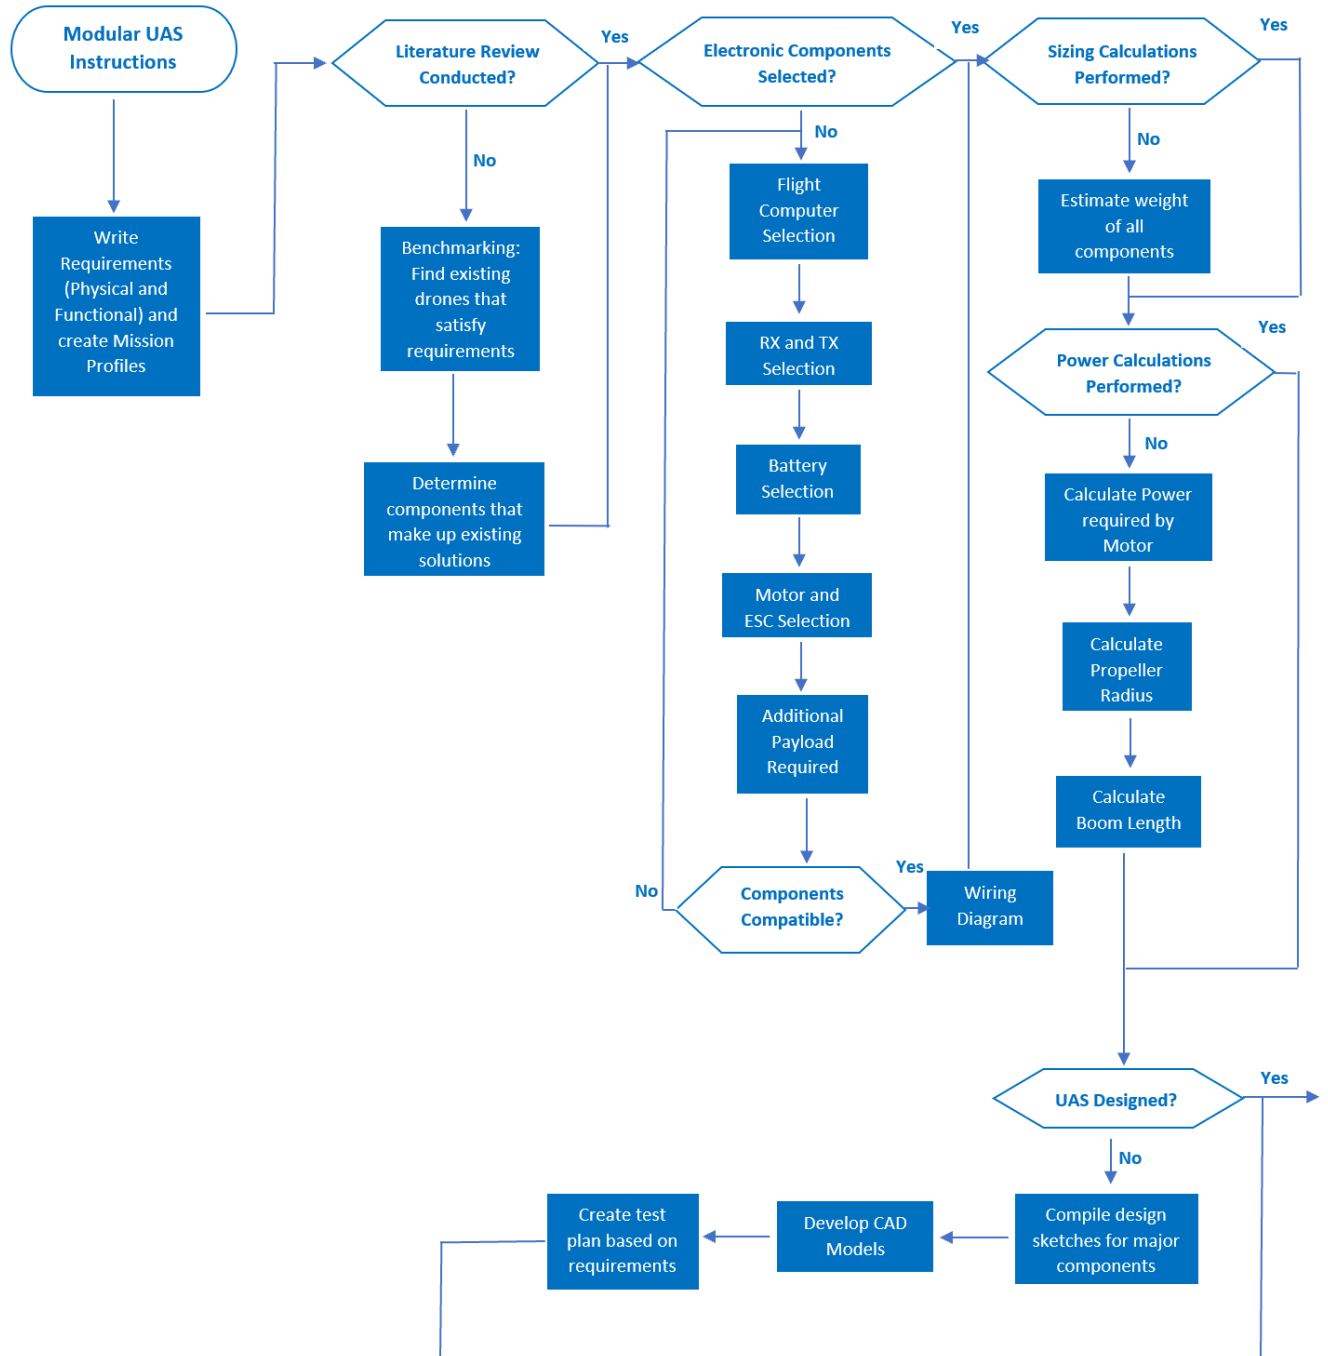 Modular UAS
Instructions
Write
Requirements
(Physical and
Functional) and
create Mission
Profiles
Literature Review
Conducted?
Yes
No
Benchmarking:
Find existing
drones that
satisfy
requirements
Determine
components that
make up existing
solutions
Electronic Components
Selected?
Yes
No
Flight
Computer
Selection
RX and TX
Selection
Battery
Selection
Motor and
ESC Selection
Additional
Payload
Required
Components
Compatible?
No
Yes
Wiring
Diagram
Sizing Calculations
Performed?
Yes
No
Estimate weight
of all
components
Power Calculations
Performed?
Yes
No
Calculate Power
required by
Motor
Calculate
Propeller
Radius
Calculate
Boom Length
UAS Designed?
Yes
No
Compile design
sketches for major
components
Develop CAD
Models
Create test
plan based on
requirements